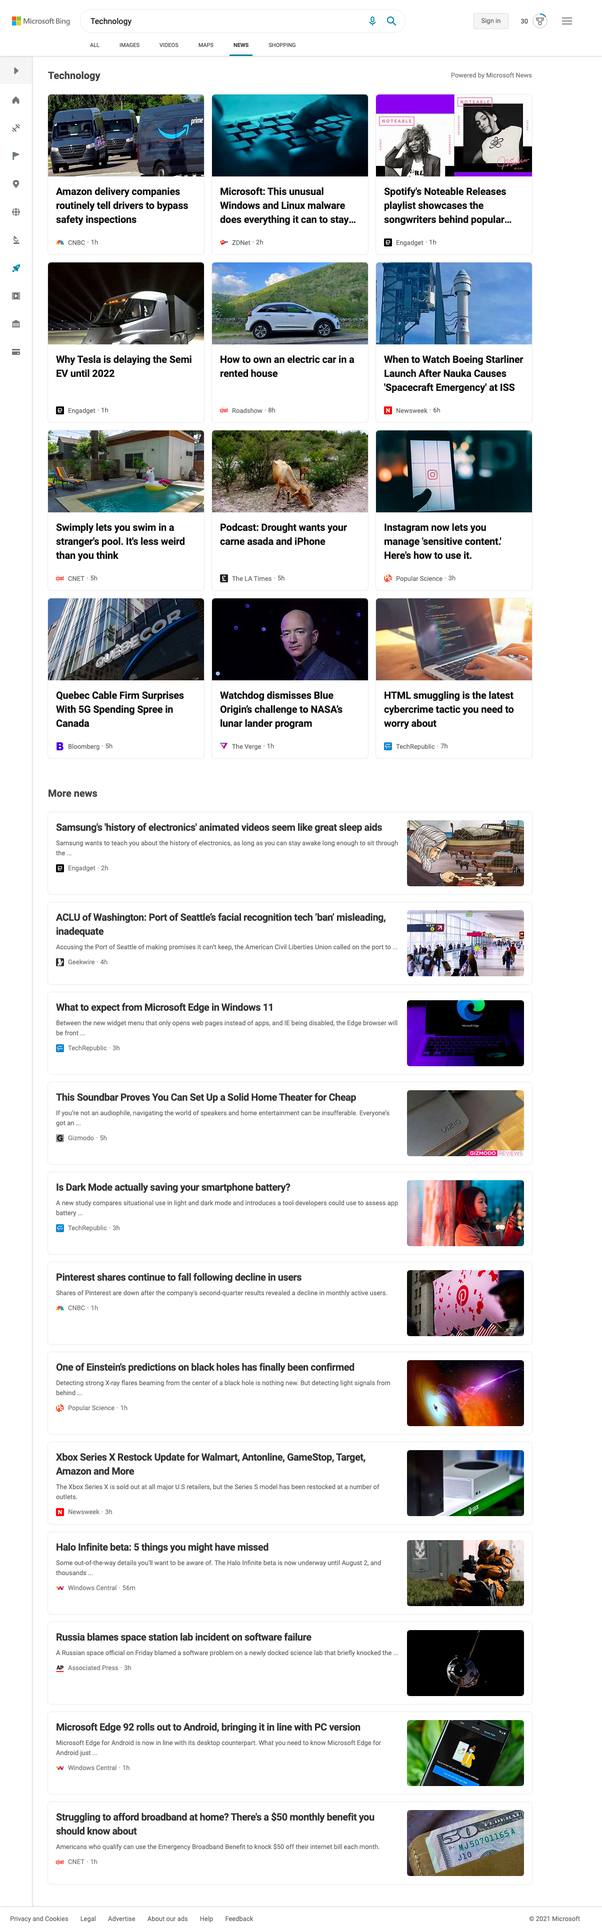 Microsoft Bing
Technology
Sign in
30
ALL
IMAGES
VIDEOS
MAPS
NEWS
SHOPPING
Technology
Powered by Microsoft News
prime
NOTEABLE
NOTEABLE
Amazon delivery companies
routinely tell drivers to bypass
safety inspections
CNBC · 1h
Microsoft: This unusual
Windows and Linux malware
does everything it can to stay...
ZDNet · 2h
Spotify's Noteable Releases
playlist showcases the
songwriters behind popular...
Engadget · 1h
Why Tesla is delaying the Semi
EV until 2022
Engadget · 1h
How to own an electric car in a
rented house
Roadshow · 8h
When to Watch Boeing Starliner
Launch After Nauka Causes
'Spacecraft Emergency' at ISS
Newsweek · 6h
Swimply lets you swim in a
stranger's pool. It's less weird
than you think
CNET · 5h
Podcast: Drought wants your
carne asada and iPhone
The LA Times · 5h
Instagram now lets you
manage 'sensitive content.'
Here's how to use it.
Popular Science · 3h
QUEBECOR
Quebec Cable Firm Surprises
With 5G Spending Spree in
Canada
Bloomberg · 5h
Watchdog dismisses Blue
Origin's challenge to NASA's
lunar lander program
The Verge · 1h
HTML smuggling is the latest
cybercrime tactic you need to
worry about
TechRepublic · 7h
More news
Samsung's 'history of electronics' animated videos seem like great sleep aids
Samsung wants to teach you about the history of electronics, as long as you can stay awake long enough to sit through
the ...
Engadget · 2h
ACLU of Washington: Port of Seattle's facial recognition tech 'ban' misleading,
inadequate
Accusing the Port of Seattle of making promises it can't keep, the American Civil Liberties Union called on the port to ...
Geekwire · 4h
What to expect from Microsoft Edge in Windows 11
Between the new widget menu that only opens web pages instead of apps, and IE being disabled, the Edge browser will
be front ...
TechRepublic · 3h
Microsoft Edge
This Soundbar Proves You Can Set Up a Solid Home Theater for Cheap
If you're not an audiophile, navigating the world of speakers and home entertainment can be insufferable. Everyone's
got an ...
Gizmodo · 5h
VIZIO
GIZMODO REVIEWS
Is Dark Mode actually saving your smartphone battery?
A new study compares situational use in light and dark mode and introduces a tool developers could use to assess app
battery ...
TechRepublic · 3h
Pinterest shares continue to fall following decline in users
Shares of Pinterest are down after the company's second-quarter results revealed a decline in monthly active users.
CNBC · 1h
One of Einstein's predictions on black holes has finally been confirmed
Detecting strong X-ray flares beaming from the center of a black hole is nothing new. But detecting light signals from
behind ...
Popular Science · 1h
Xbox Series X Restock Update for Walmart, Antonline, GameStop, Target,
Amazon and More
The Xbox Series X is sold out at all major U.S retailers, but the Series S model has been restocked at a number of
outlets.
Newsweek · 3h
Halo Infinite beta: 5 things you might have missed
Some out-of-the-way details you'll want to be aware of. The Halo Infinite beta is now underway until August 2, and
thousands ...
Windows Central · 56m
Russia blames space station lab incident on software failure
A Russian space official on Friday blamed a software problem on a newly docked science lab that briefly knocked the ...
AP
Associated Press · 3h
Microsoft Edge 92 rolls out to Android, bringing it in line with PC version
Microsoft Edge for Android is now in line with its desktop counterpart. What you need to know Microsoft Edge for
Android just ...
Windows Central · 1h
Struggling to afford broadband at home? There's a $50 monthly benefit you
should know about
Americans who qualify can use the Emergency Broadband Benefit to knock $50 off their internet bill each month.
CNET · 1h
50
MJ50701165A
J10
Privacy and Cookies
Legal
Advertise
About our ads
Help
Feedback
© 2021 Microsoft